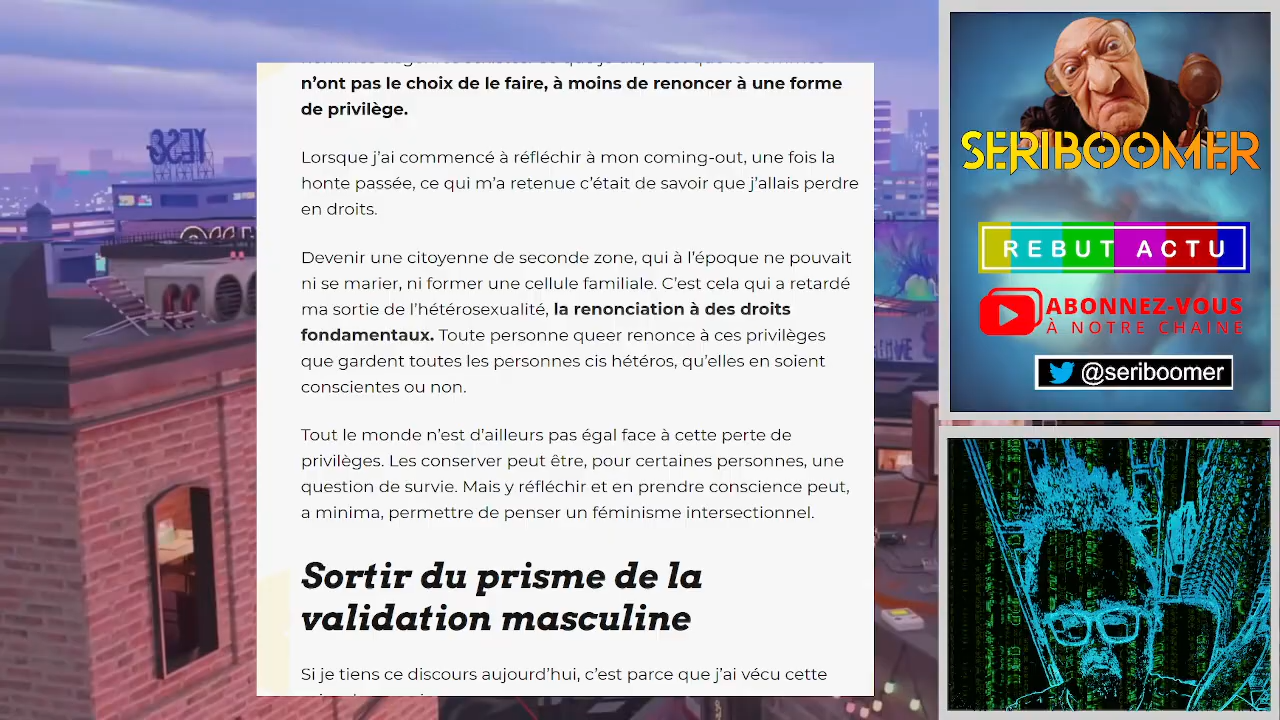 n'ont pas le choix de le faire, à moins de renoncer à une forme
de privilège.
Lorsque j'ai commencé à réfléchir à mon coming-out, une fois la
honte passée, ce qui m'a retenue c'était de savoir que j'allais perdre
en droits.
Devenir une citoyenne de seconde zone, qui à l'époque ne pouvait
ni se marier, ni former une cellule familiale. C'est cela qui a retardé
ma sortie de l'hétérosexualité, la renonciation à des droits
fondamentaux. Toute personne queer renonce à ces privilèges
que gardent toutes les personnes cis hétéros, qu'elles en soient
conscientes ou non.
Tout le monde n'est d'ailleurs pas égal face à cette perte de
privilèges. Les conserver peut être, pour certaines personnes, une
question de survie. Mais y réfléchir et en prendre conscience peut,
a minima, permettre de penser un féminisme intersectionnel.
Sortir du prisme de la
validation masculine
Si je tiens ce discours aujourd'hui, c'est parce que j'ai vécu cette
SERIBOOMER
REBUT ACTU
ABONNEZ-VOUS
À NOTRE CHAINE
@seriboomer